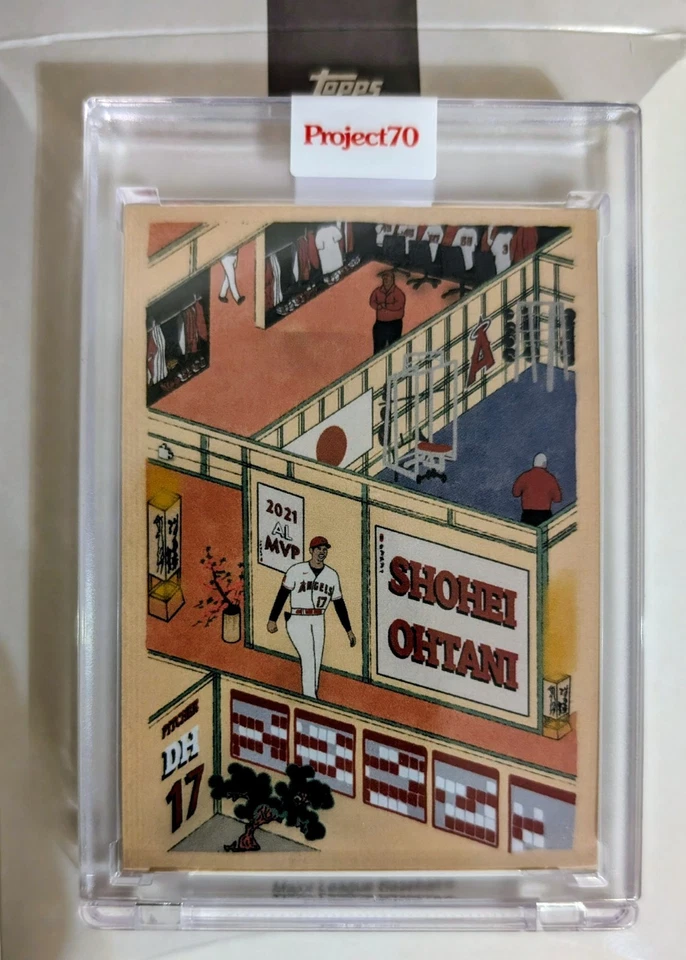 Topps
Project70
A
2021
AL
MVP
ANGELS
17
SHOHEI
OHTANI
PITCHER
DH
17